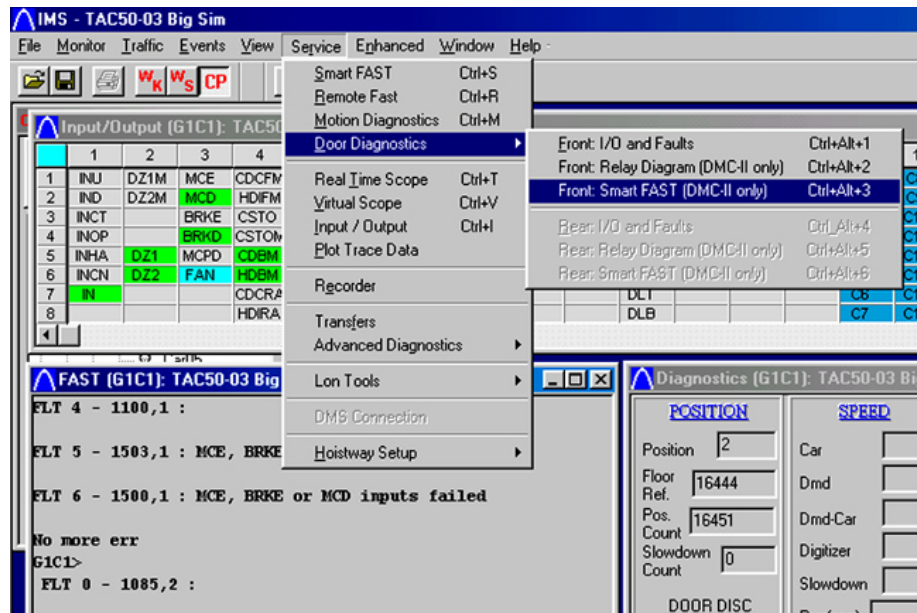 IMS - TAC50-03 Big Sim
File Monitor Traffic Events View Service Enhanced Window Help
WK WS CP
Smart FAST Ctrl+S
Remote Fast Ctrl+R
Motion Diagnostics Ctrl+M
Door Diagnostics
Real Time Scope Ctrl+T
Virtual Scope Ctrl+V
Input / Output Ctrl+I
Plot Trace Data
Recorder
Transfers
Advanced Diagnostics
Lon Tools
DMS Connection
Hoistway Setup
Front: I/O and Faults Ctrl+Alt+1
Front: Relay Diagram (DMC-II only) Ctrl+Alt+2
Front: Smart FAST (DMC-II only) Ctrl+Alt+3
Rear: I/O and Faults Ctrl+Alt+4
Rear: Relay Diagram (DMC-II only) Ctrl+Alt+5
Rear: Smart FAST (DMC-II only) Ctrl+Alt+6
Input/Output (G1C1): TAC50
1 2 3 4
1 INU DZ1M MCE CDCFM
2 IND DZ2M MCD HDIFM
3 INCT BRKE CSTO
4 INOP BRKD CSTOM
5 INHA DZ1 MCPD CDBM
6 INCN DZ2 FAN HDBM
7 IN CDCRA DLT C6 C1
8 HDIRA DLB C7 C1
FAST (G1C1): TAC50-03 Big
FLT 4 - 1100,1 :
FLT 5 - 1503,1 : MCE, BRKE
FLT 6 - 1500,1 : MCE, BRKE or MCD inputs failed
No more err
G1C1>
FLT 0 - 1085,2 :
Diagnostics (G1C1): TAC50-03 Bi
POSITION SPEED
Position 2 Car
Floor Ref. 16444 Dmd
Pos. Count 16451 Dmd-Car
Slowdown Count 0 Digitizer
Slowdown
DOOR DISC